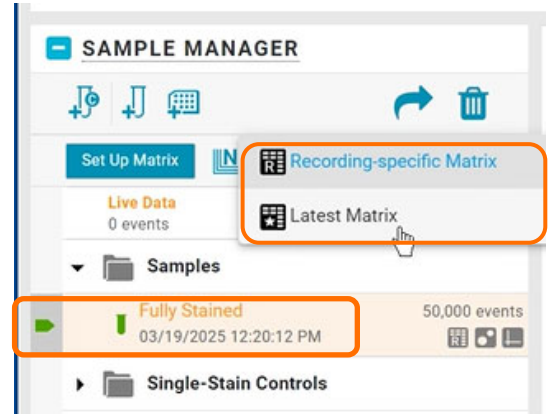 SAMPLE MANAGER
Set Up Matrix
Recording-specific Matrix
Latest Matrix
Live Data
0 events
Samples
Fully Stained
50,000 events
03/19/2025 12:20:12 PM
Single-Stain Controls